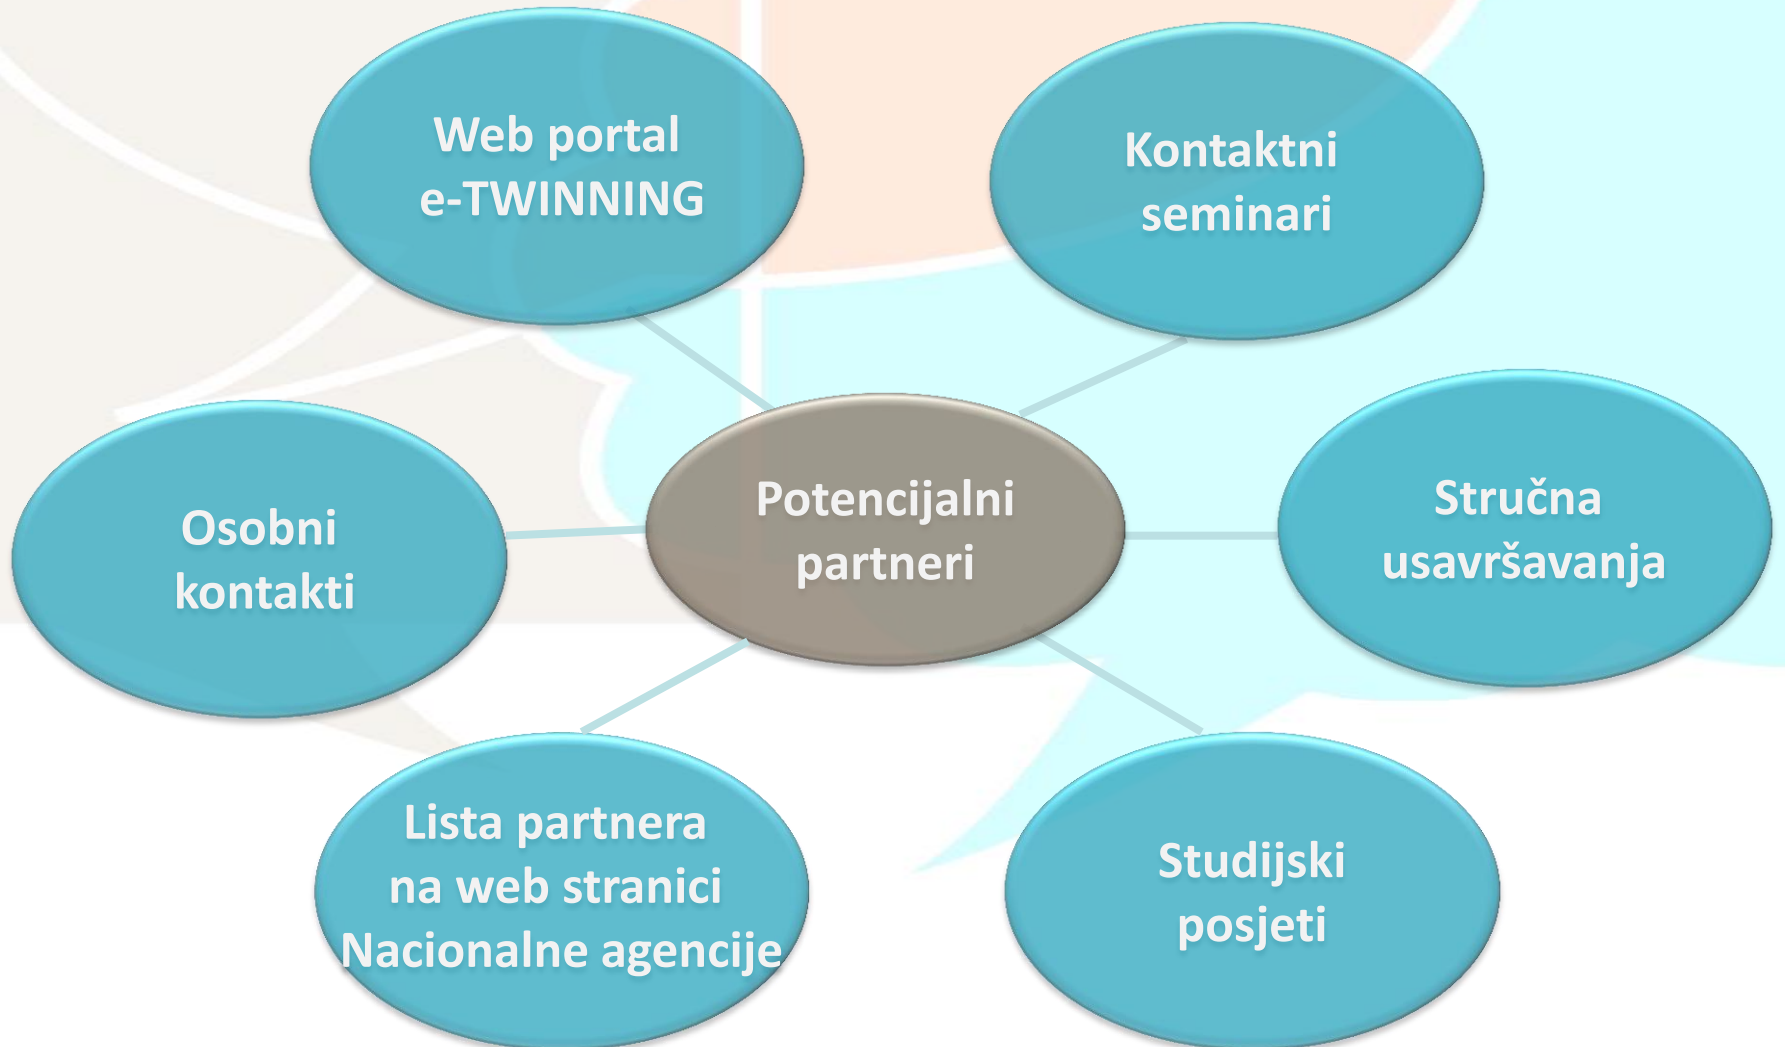 Web portal
e-TWINNING
Kontaktni
seminari
Osobni
kontakti
Potencijalni
partneri
Stručna
usavršavanja
Lista partnera
na web stranici
Nacionalne agencije
Studijski
posjeti